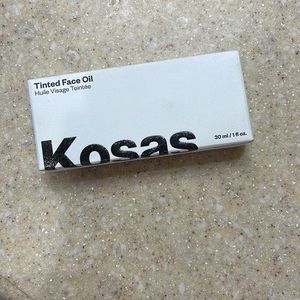 Tinted Face Oil
Huile Visage Teintée
Kosas
30 ml / 1 fl oz.